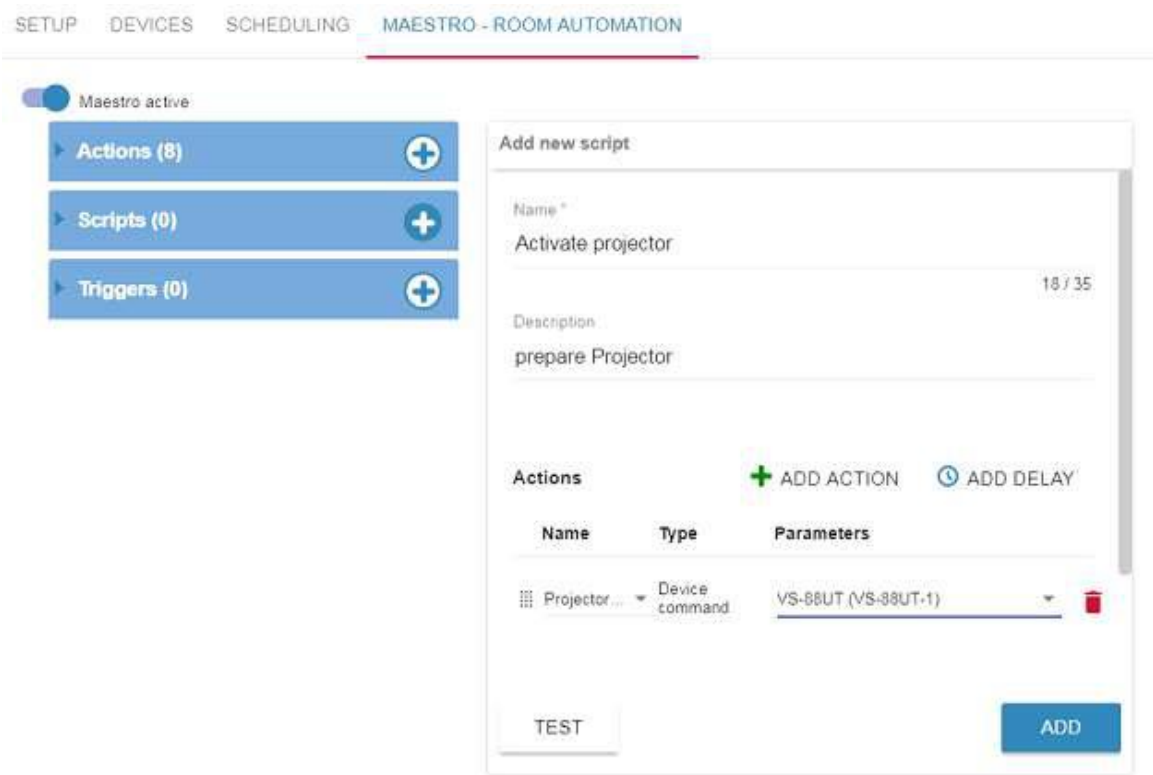 SETUP DEVICES SCHEDULING MAESTRO - ROOM AUTOMATION
Maestro active
Actions (8)
Scripts (0)
Triggers (0)
Add new script
Name *
Activate projector
18 / 35
Description
prepare Projector
Actions ADD ACTION ADD DELAY
Name Type Parameters
Projector... Device command VS-88UT (VS-88UT-1)
TEST ADD